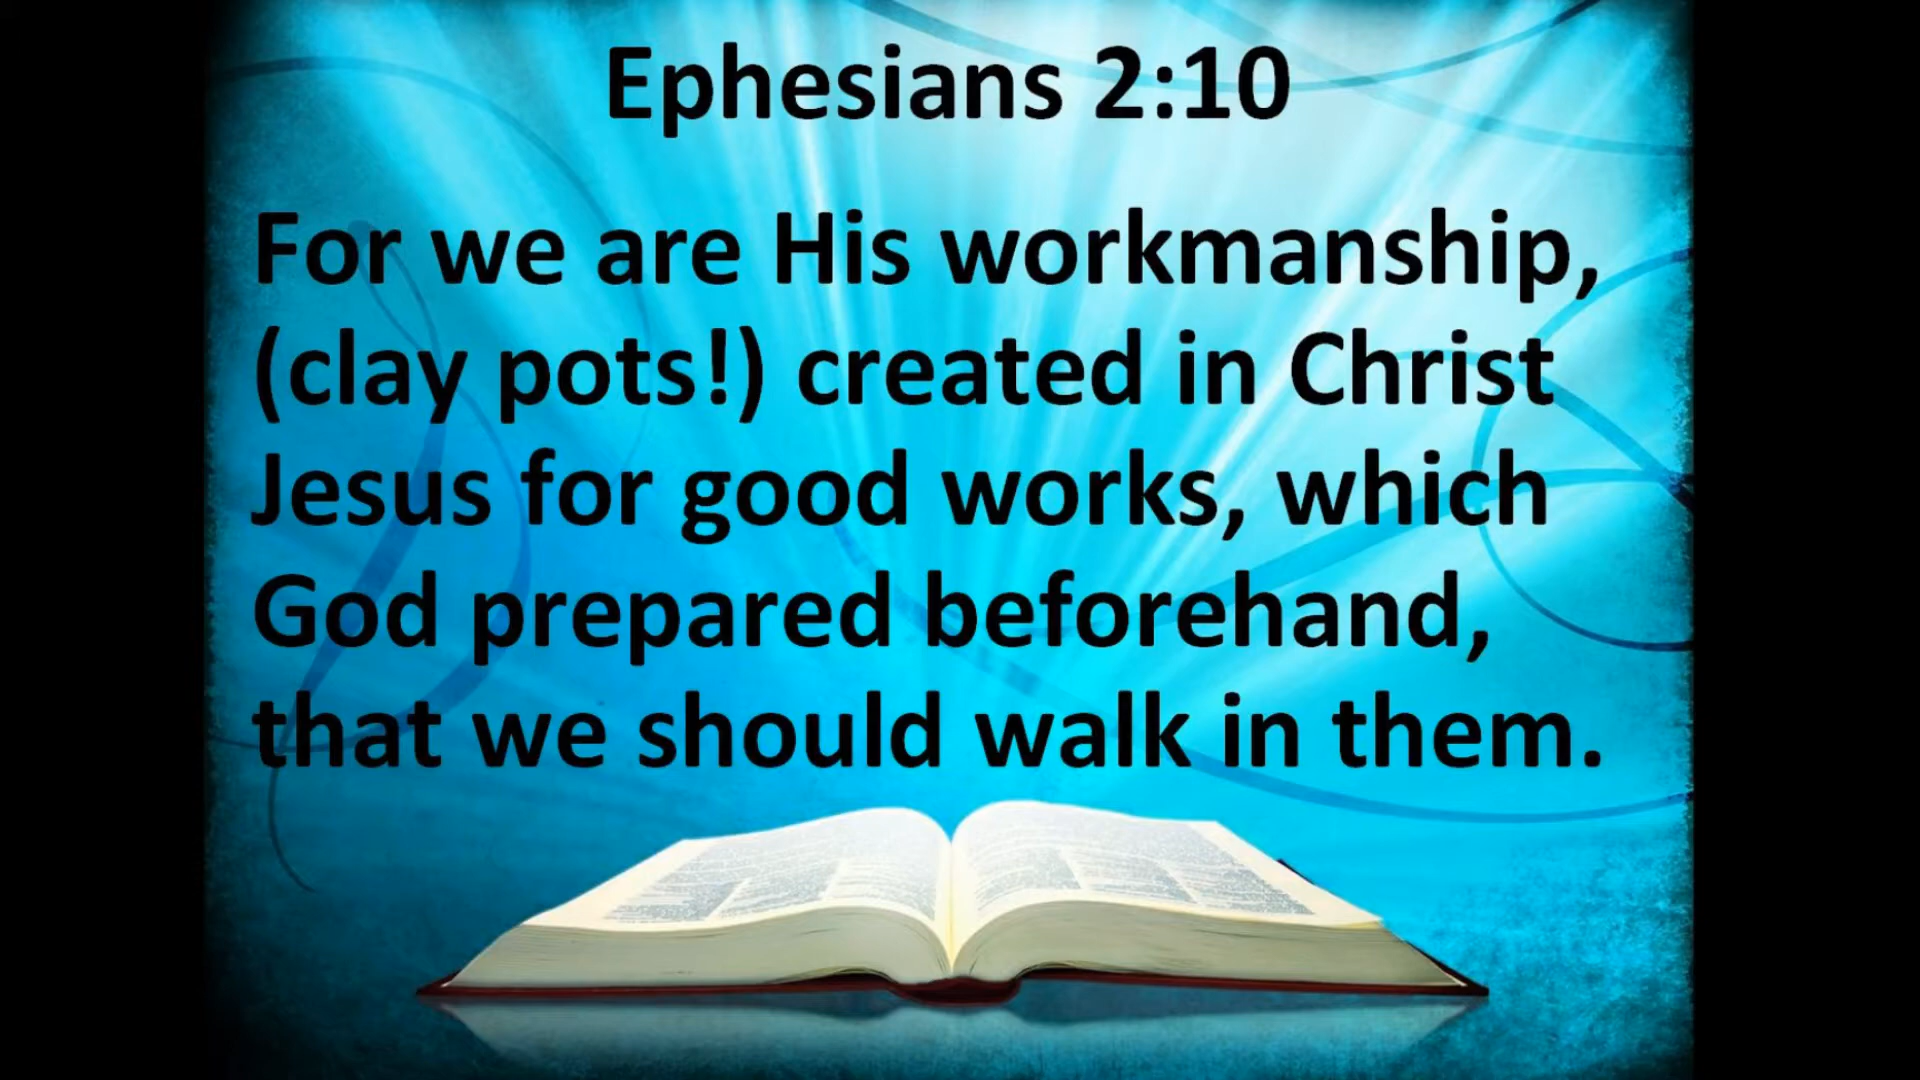 Ephesians 2:10
For we are His workmanship,
(clay pots!) created in Christ
Jesus for good works, which
God prepared beforehand,
that we should walk in them.